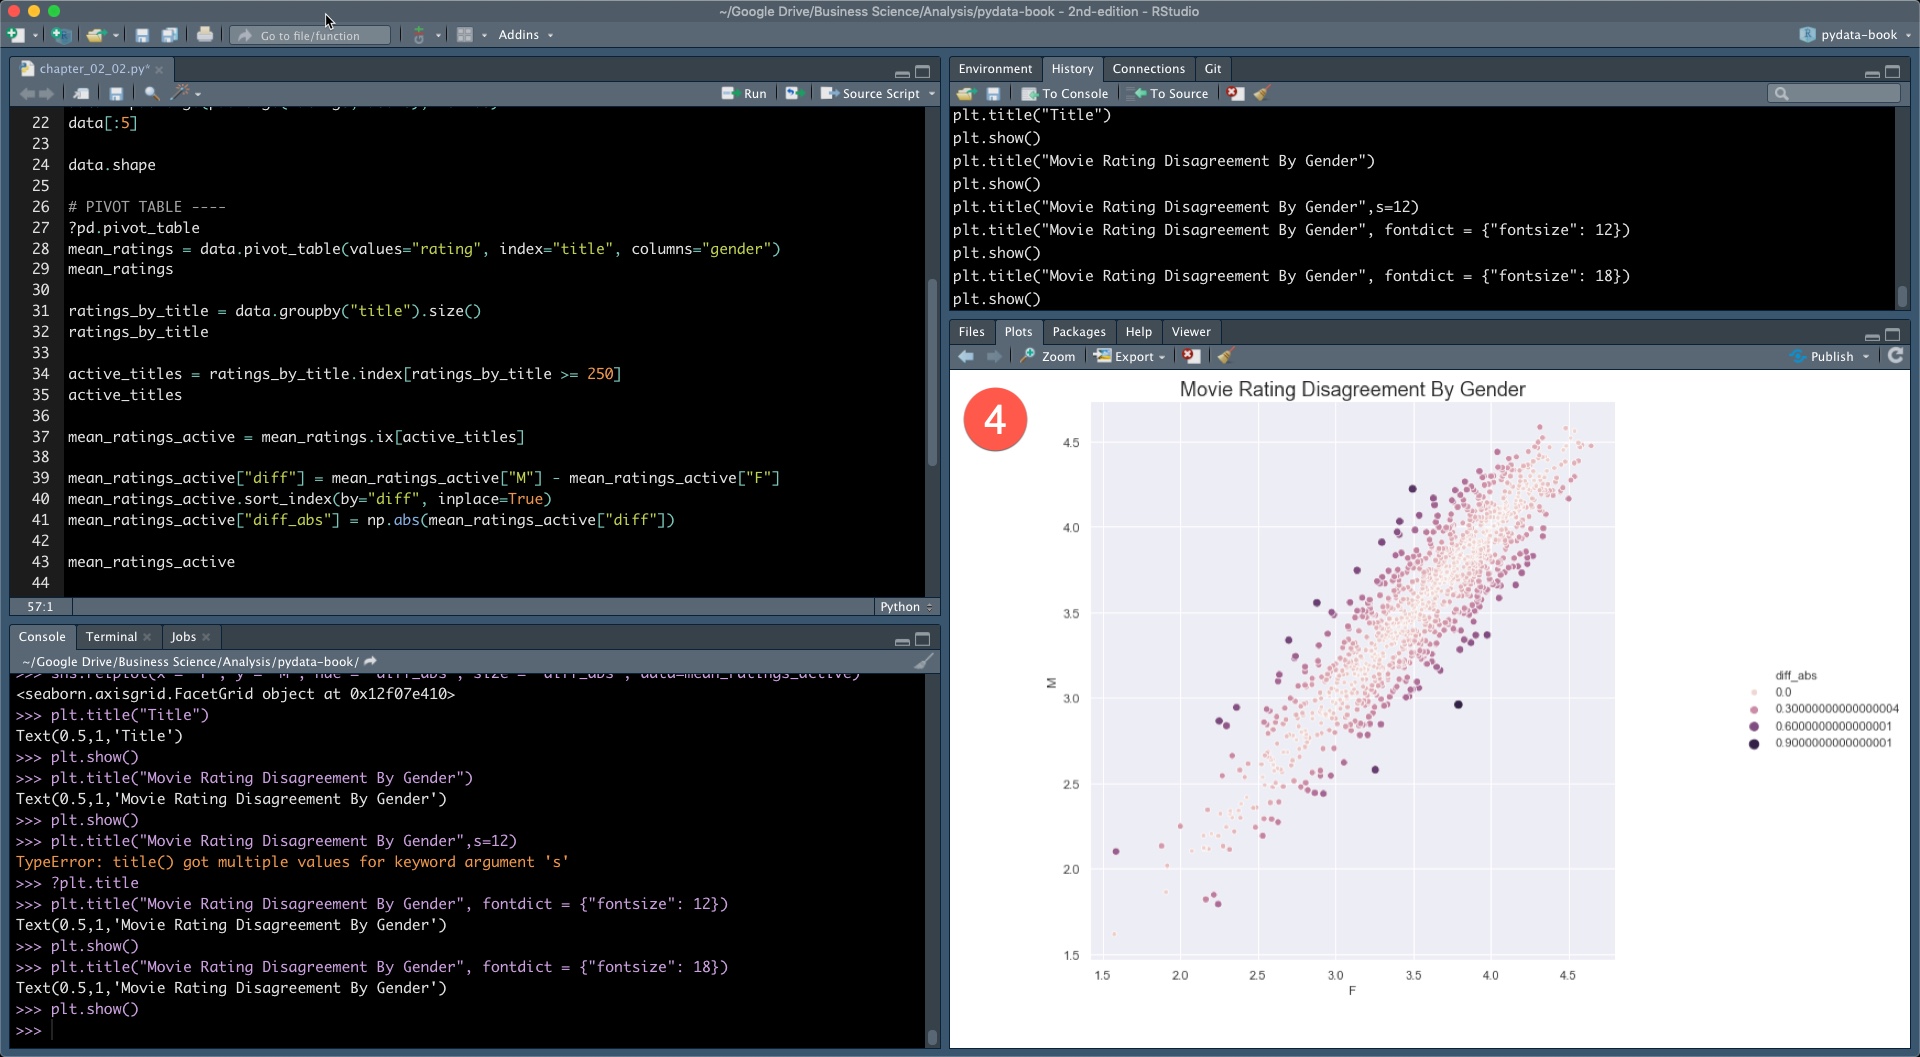 ~/Google Drive/Business Science/Analysis/pydata-book - 2nd-edition - RStudio
Go to file/function
Addins
pydata-book
chapter_02_02.py*
Run
Source Script
22 data[:5]
23
24 data.shape
25
26 # PIVOT TABLE ----
27 ?pd.pivot_table
28 mean_ratings = data.pivot_table(values="rating", index="title", columns="gender")
29 mean_ratings
30
31 ratings_by_title = data.groupby("title").size()
32 ratings_by_title
33
34 active_titles = ratings_by_title.index[ratings_by_title >= 250]
35 active_titles
36
37 mean_ratings_active = mean_ratings.ix[active_titles]
38
39 mean_ratings_active["diff"] = mean_ratings_active["M"] - mean_ratings_active["F"]
40 mean_ratings_active.sort_index(by="diff", inplace=True)
41 mean_ratings_active["diff_abs"] = np.abs(mean_ratings_active["diff"])
42
43 mean_ratings_active
44
57:1
Python
Console Terminal Jobs
~/Google Drive/Business Science/Analysis/pydata-book/
>>> sns.relplot(x = "F", y = "M", hue = "diff_abs", size = "diff_abs", data=mean_ratings_active)
<seaborn.axisgrid.FacetGrid object at 0x12f07e410>
>>> plt.title("Title")
Text(0.5,1,'Title')
>>> plt.show()
>>> plt.title("Movie Rating Disagreement By Gender")
Text(0.5,1,'Movie Rating Disagreement By Gender')
>>> plt.show()
>>> plt.title("Movie Rating Disagreement By Gender",s=12)
TypeError: title() got multiple values for keyword argument 's'
>>> ?plt.title
>>> plt.title("Movie Rating Disagreement By Gender", fontdict = {"fontsize": 12})
Text(0.5,1,'Movie Rating Disagreement By Gender')
>>> plt.show()
>>> plt.title("Movie Rating Disagreement By Gender", fontdict = {"fontsize": 18})
Text(0.5,1,'Movie Rating Disagreement By Gender')
>>> plt.show()
>>>
Environment History Connections Git
To Console To Source
plt.title("Title")
plt.show()
plt.title("Movie Rating Disagreement By Gender")
plt.show()
plt.title("Movie Rating Disagreement By Gender",s=12)
plt.title("Movie Rating Disagreement By Gender", fontdict = {"fontsize": 12})
plt.show()
plt.title("Movie Rating Disagreement By Gender", fontdict = {"fontsize": 18})
plt.show()
Files Plots Packages Help Viewer
Zoom Export Publish
4
Movie Rating Disagreement By Gender
4.5
4.0
3.5
3.0
2.5
2.0
1.5
M
1.5 2.0 2.5 3.0 3.5 4.0 4.5
F
diff_abs
0.0
0.30000000000000004
0.6000000000000001
0.9000000000000001